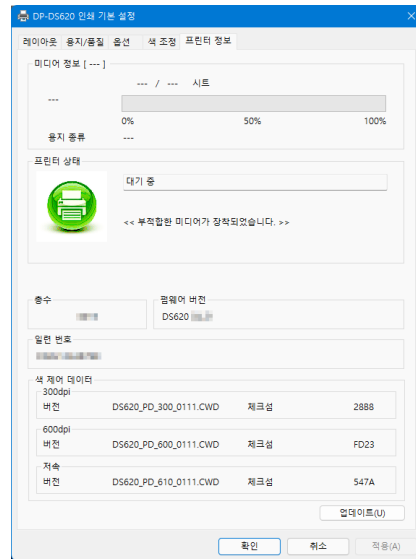 DP-DS620 인쇄 기본 설정
레이아웃 용지/품질 옵션 색 조정 프린터 정보
미디어 정보 [ --- ]
--- / --- 시트
---
0% 50% 100%
용지 종류 ---
프린터 상태
대기 중
<< 부적합한 미디어가 장착되었습니다. >>
총수 펌웨어 버전
DS620
일련 번호
색 제어 데이터
300dpi
버전 DS620_PD_300_0111.CWD 체크섬 28B8
600dpi
버전 DS620_PD_600_0111.CWD 체크섬 FD23
저속
버전 DS620_PD_610_0111.CWD 체크섬 547A
업데이트(U)
확인 취소 적용(A)